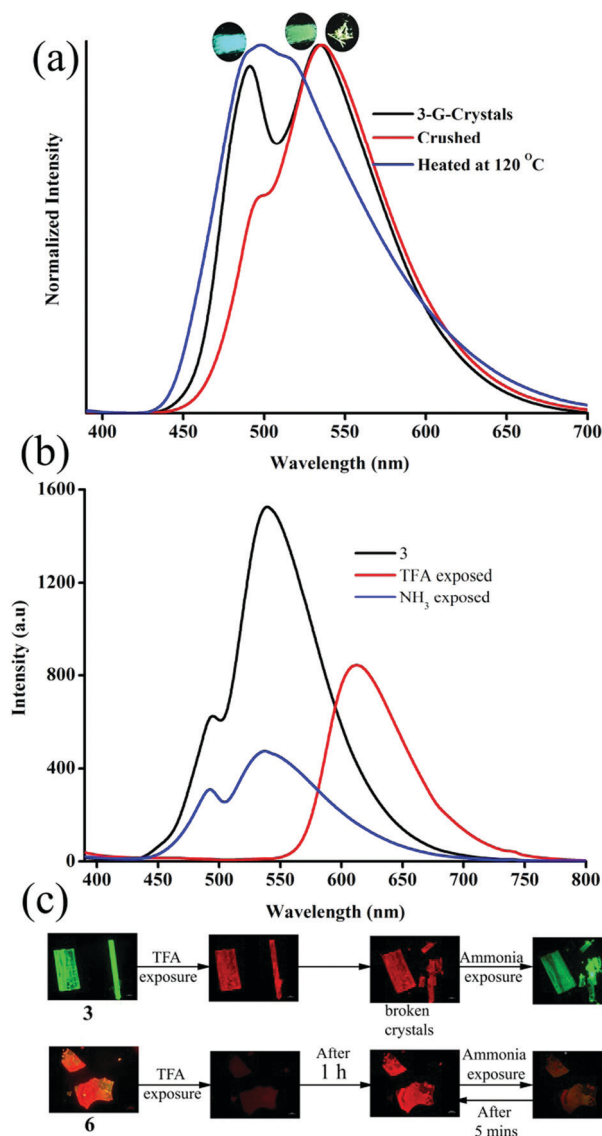 (a)
3-G-Crystals
Crushed
Heated at 120 °C
Normalized Intensity
400 450 500 550 600 650 700
Wavelength (nm)
(b)
1600
1200
800
400
0
Intensity (a.u)
3
TFA exposed
NH3 exposed
400 450 500 550 600 650 700 750 800
Wavelength (nm)
(c)
TFA
exposure
Ammonia
exposure
3
broken
crystals
TFA
exposure
After
1 h
Ammonia
exposure
After
5 mins
6